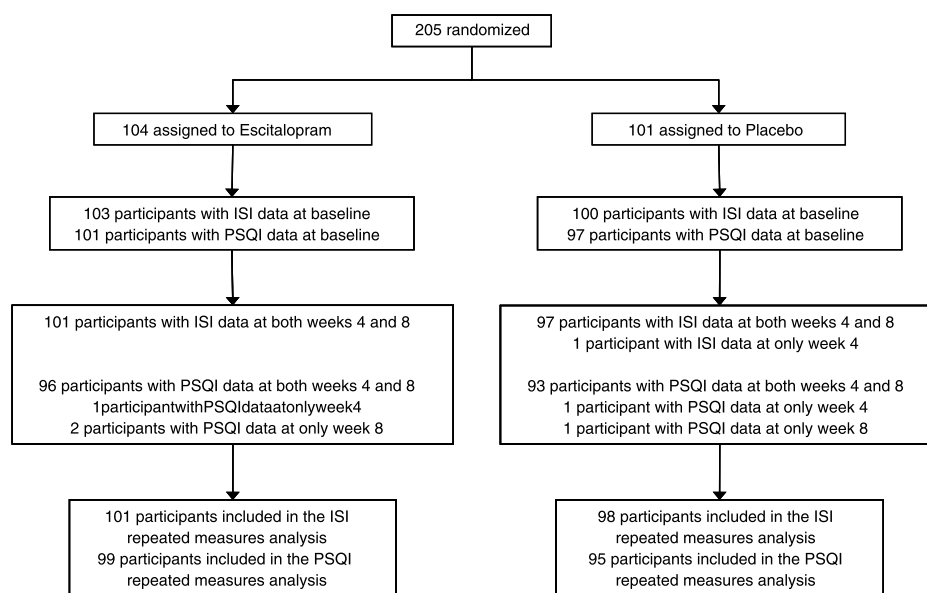 205 randomized
104 assigned to Escitalopram
101 assigned to Placebo
103 participants with ISI data at baseline
101 participants with PSQI data at baseline
100 participants with ISI data at baseline
97 participants with PSQI data at baseline
101 participants with ISI data at both weeks 4 and 8
96 participants with PSQI data at both weeks 4 and 8
1participantwithPSQIdataatonlyweek4
2 participants with PSQI data at only week 8
97 participants with ISI data at both weeks 4 and 8
1 participant with ISI data at only week 4
93 participants with PSQI data at both weeks 4 and 8
1 participant with PSQI data at only week 4
1 participant with PSQI data at only week 8
101 participants included in the ISI
repeated measures analysis
99 participants included in the PSQI
repeated measures analysis
98 participants included in the ISI
repeated measures analysis
95 participants included in the PSQI
repeated measures analysis